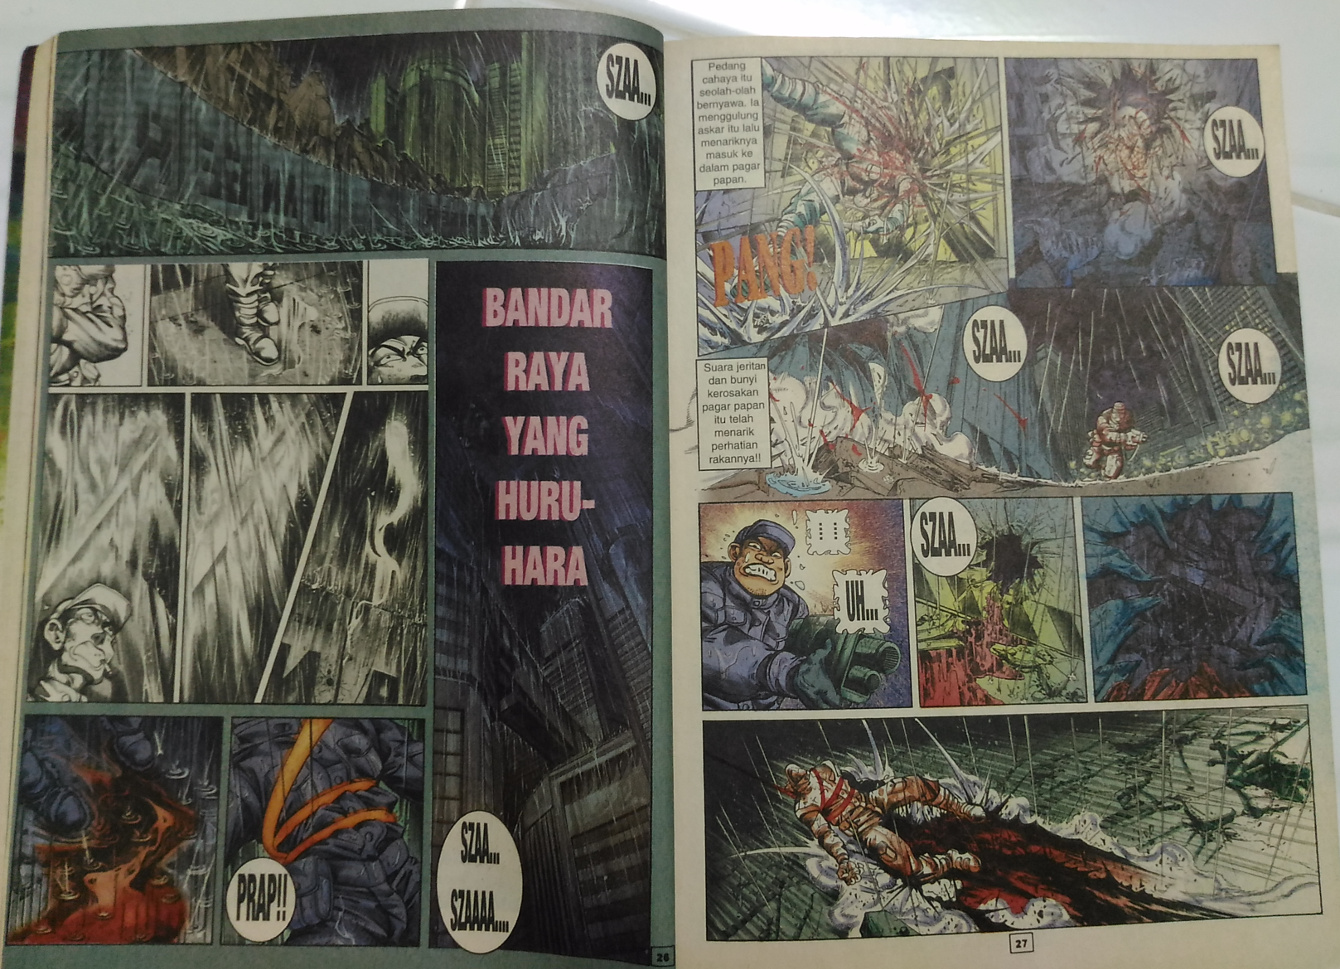 SZAA...
BANDAR
RAYA
YANG
HURU-
HARA
PRAP!!
SZAA...
SZAAAA....
26
Pedang
cahaya itu
seolah-olah
bernyawa. Ia
menggulung
askar itu lalu
menariknya
masuk ke
dalam pagar
papan.
PANG!
SZAA...
Suara jeritan
dan bunyi
kerosakan
pagar papan
itu telah
menarik
perhatian
rakannya!!
SZAA...
SZAA...
!!
UH...
SZAA...
27